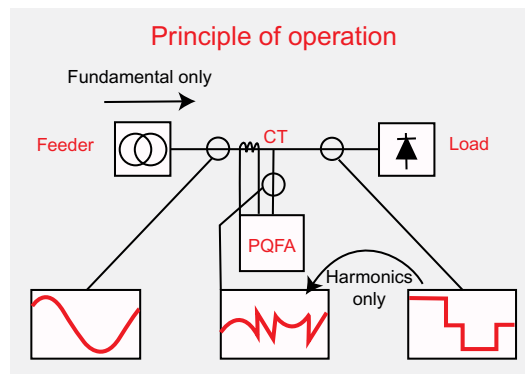 Principle of operation
Fundamental only
Feeder
CT
Load
PQFA
Harmonics
only